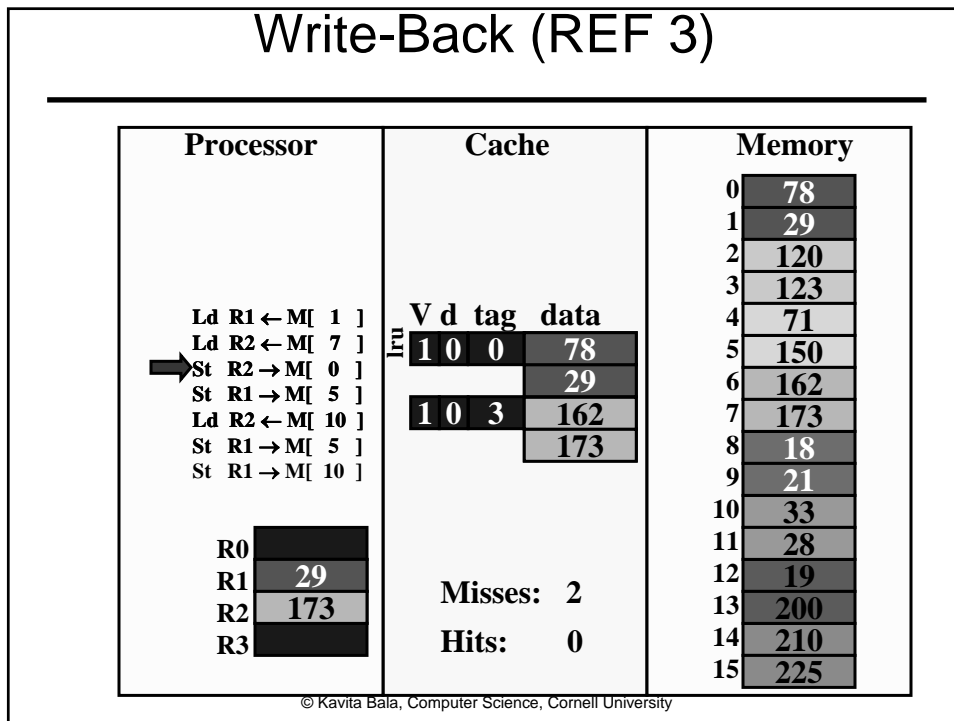 Write-Back (REF 3)
Processor
Ld R1 ← M[ 1 ]
Ld R2 ← M[ 7 ]
St R2 → M[ 0 ]
St R1 → M[ 5 ]
Ld R2 ← M[ 10 ]
St R1 → M[ 5 ]
St R1 → M[ 10 ]
R0
R1 29
R2 173
R3
Cache
V d tag data
lru
1 0 0 78
29
1 0 3 162
173
Misses: 2
Hits: 0
Memory
0 78
1 29
2 120
3 123
4 71
5 150
6 162
7 173
8 18
9 21
10 33
11 28
12 19
13 200
14 210
15 225
© Kavita Bala, Computer Science, Cornell University